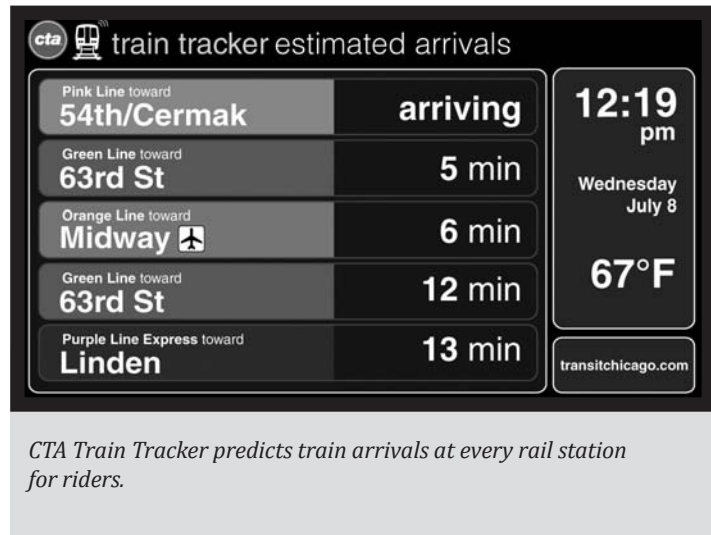 cta train tracker estimated arrivals
Pink Line toward
54th/Cermak
arriving
Green Line toward
63rd St
5 min
Orange Line toward
Midway
6 min
Green Line toward
63rd St
12 min
Purple Line Express toward
Linden
13 min
12:19
pm
Wednesday
July 8
67°F
transitchicago.com
CTA Train Tracker predicts train arrivals at every rail station
for riders.